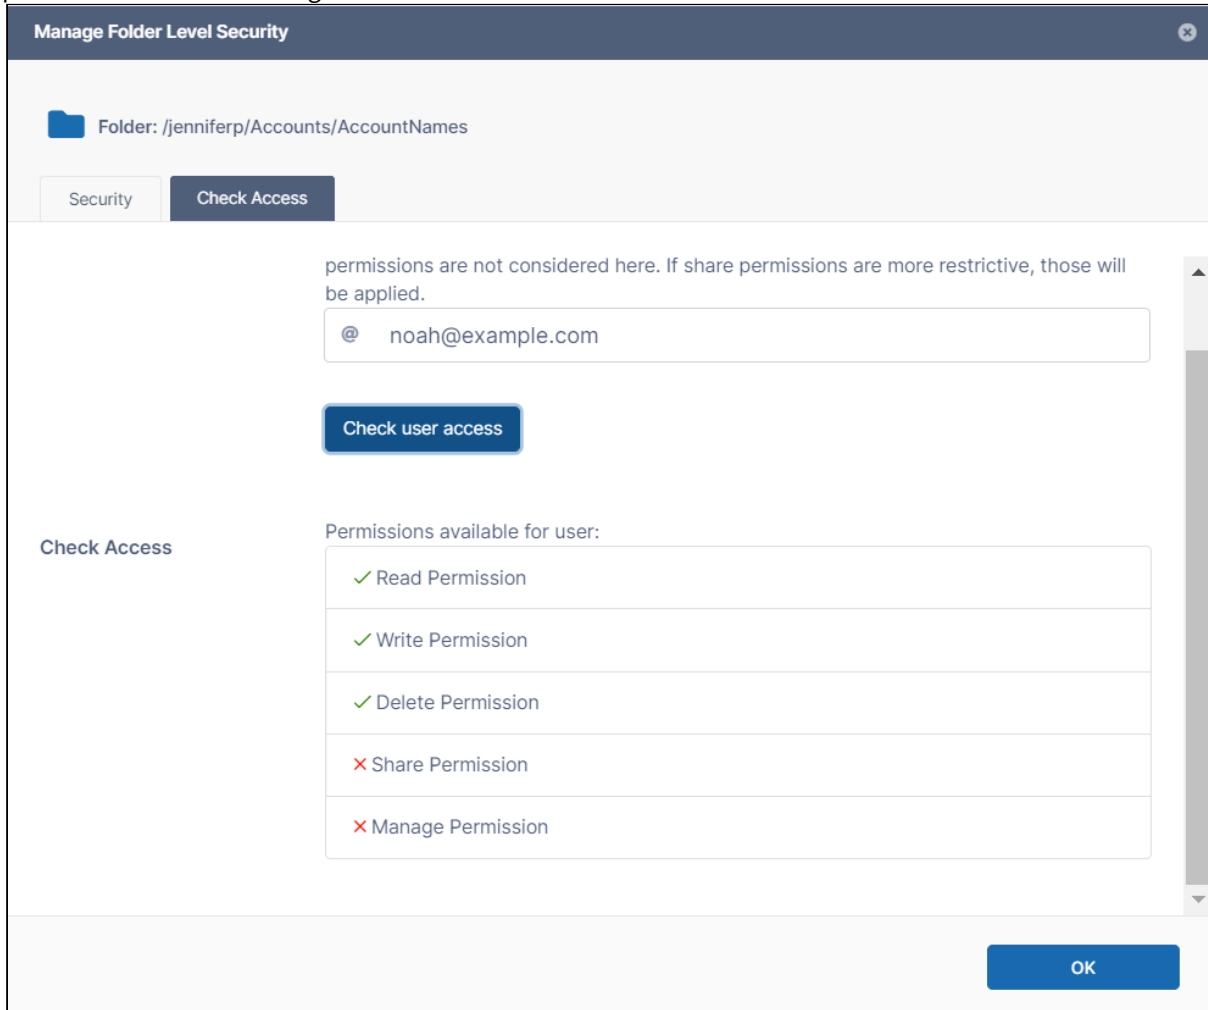 Manage Folder Level Security
Folder: /jenniferp/Accounts/AccountNames
Security
Check Access
permissions are not considered here. If share permissions are more restrictive, those will
be applied.
@ noah@example.com
Check user access
Check Access
Permissions available for user:
Read Permission
Write Permission
Delete Permission
Share Permission
Manage Permission
OK